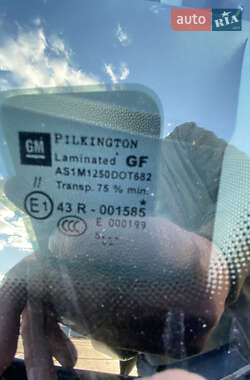 auto RIA
GM PILKINGTON
Laminated GF
AS1M1250DOT682
Transp. 75 % min.
E1 43 R - 001585
CCC E 000199